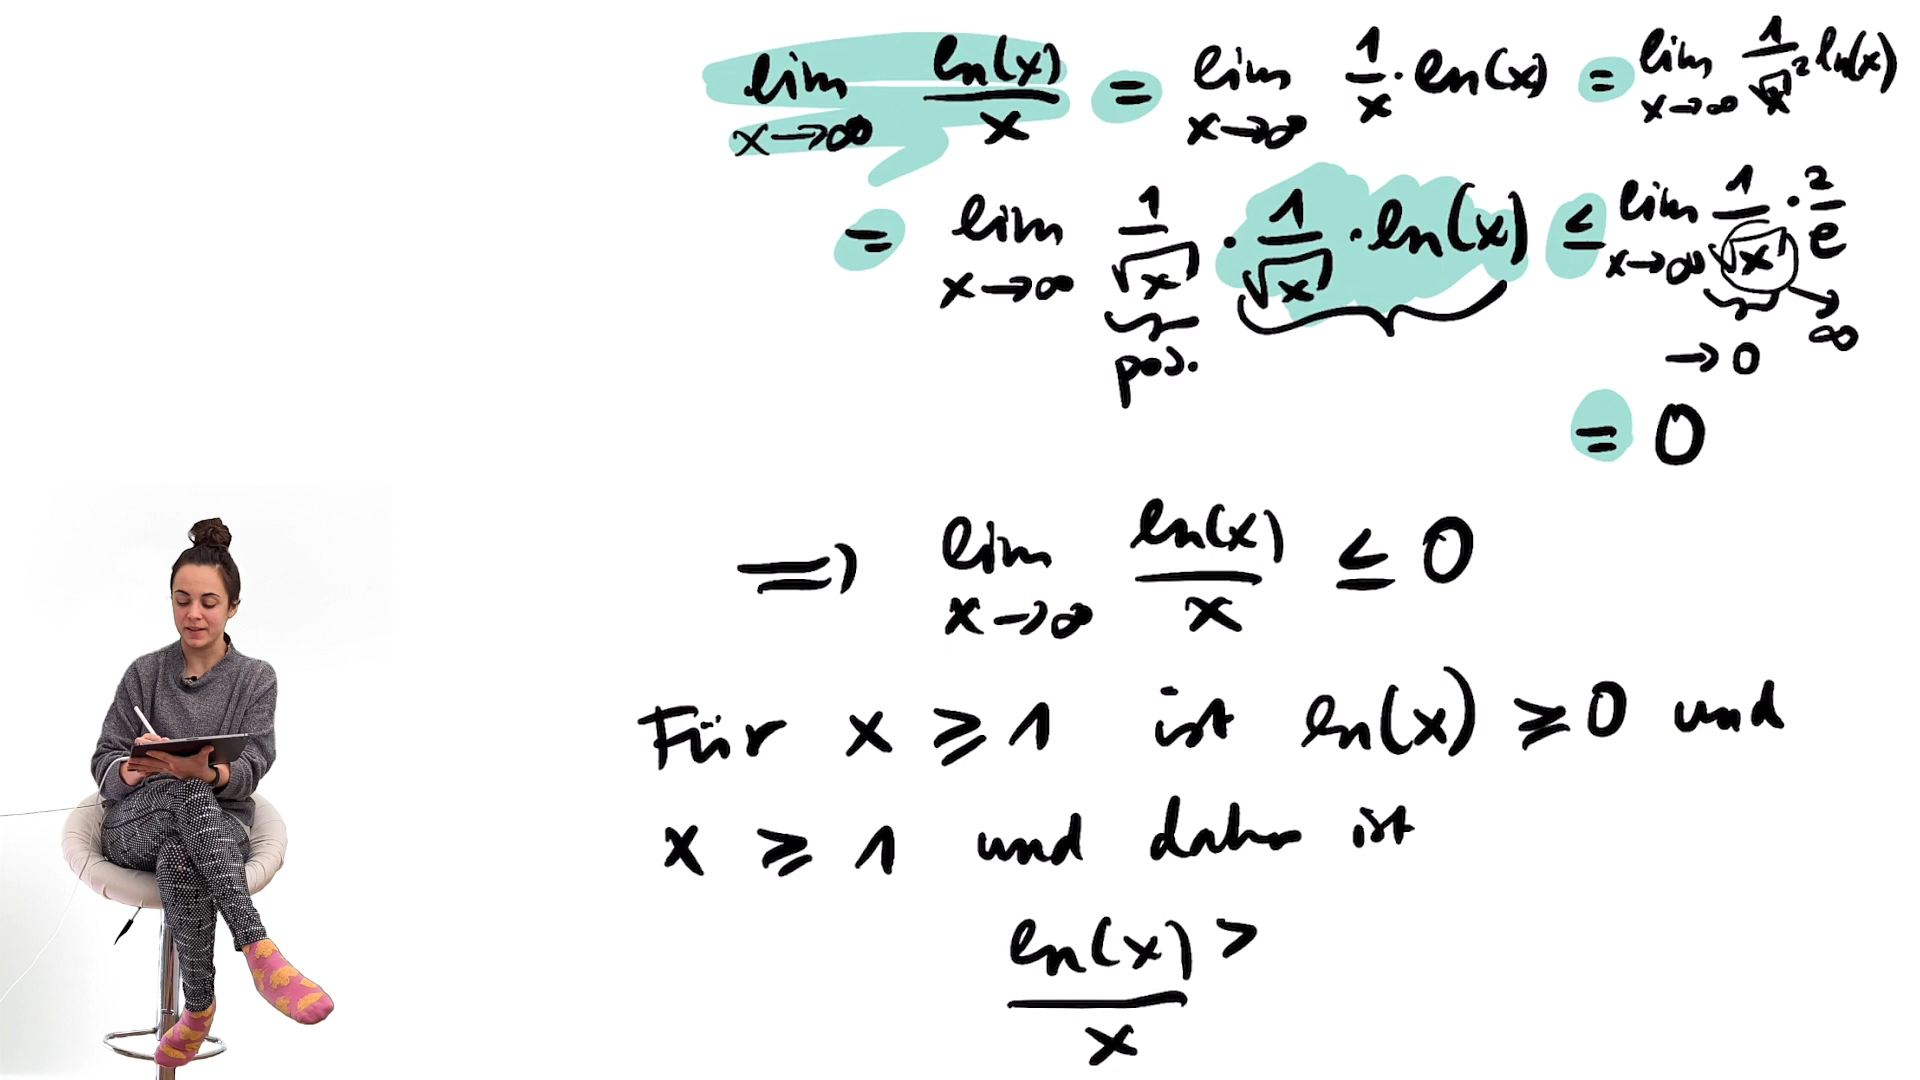 lim x→∞ ln(x)/x = lim x→∞ 1/x · ln(x) = lim x→∞ 1/√x² ln(x)
= lim x→∞ 1/√x · 1/√x · ln(x) ≤ lim x→∞ 1/√x · 2/e
pos. →0 →∞
= 0
⇒ lim x→∞ ln(x)/x ≤ 0
Für x ≥ 1 ist ln(x) ≥ 0 und
x ≥ 1 und daher ist
ln(x)/x >